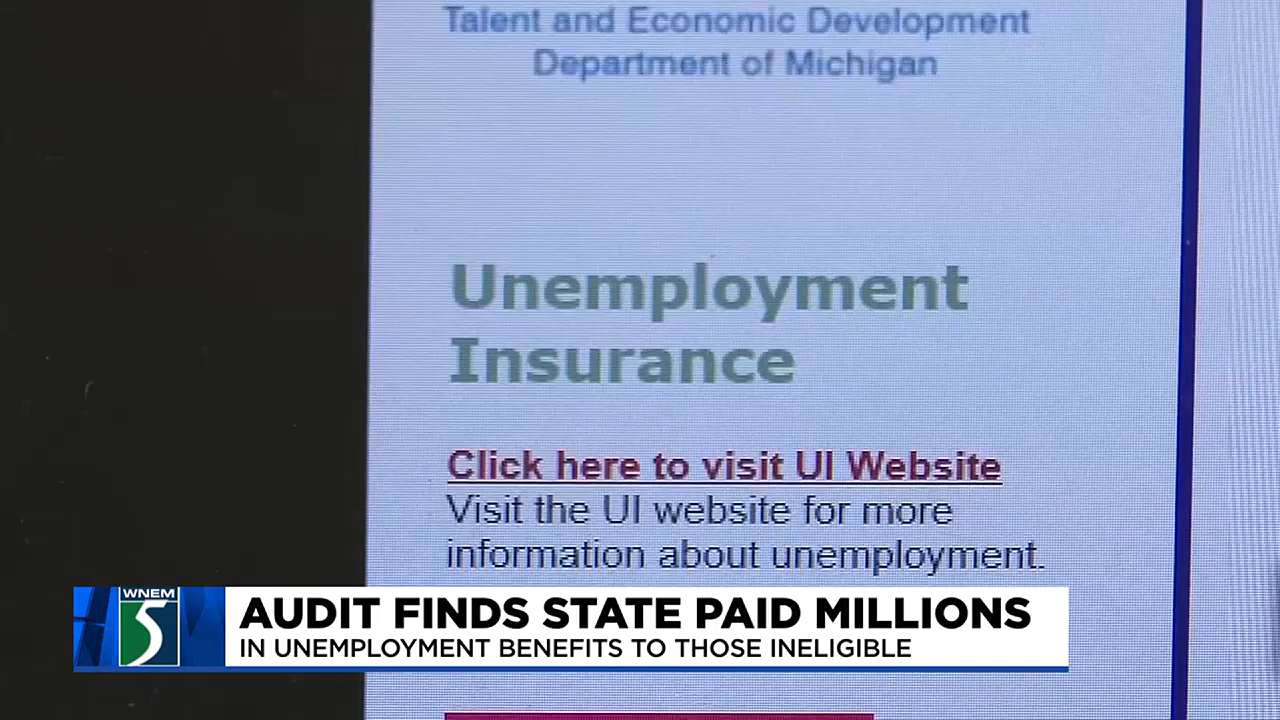 Talent and Economic Development
Department of Michigan
Unemployment
Insurance
Click here to visit UI Website
Visit the UI website for more
information about unemployment.
WNEM
5
AUDIT FINDS STATE PAID MILLIONS
IN UNEMPLOYMENT BENEFITS TO THOSE INELIGIBLE